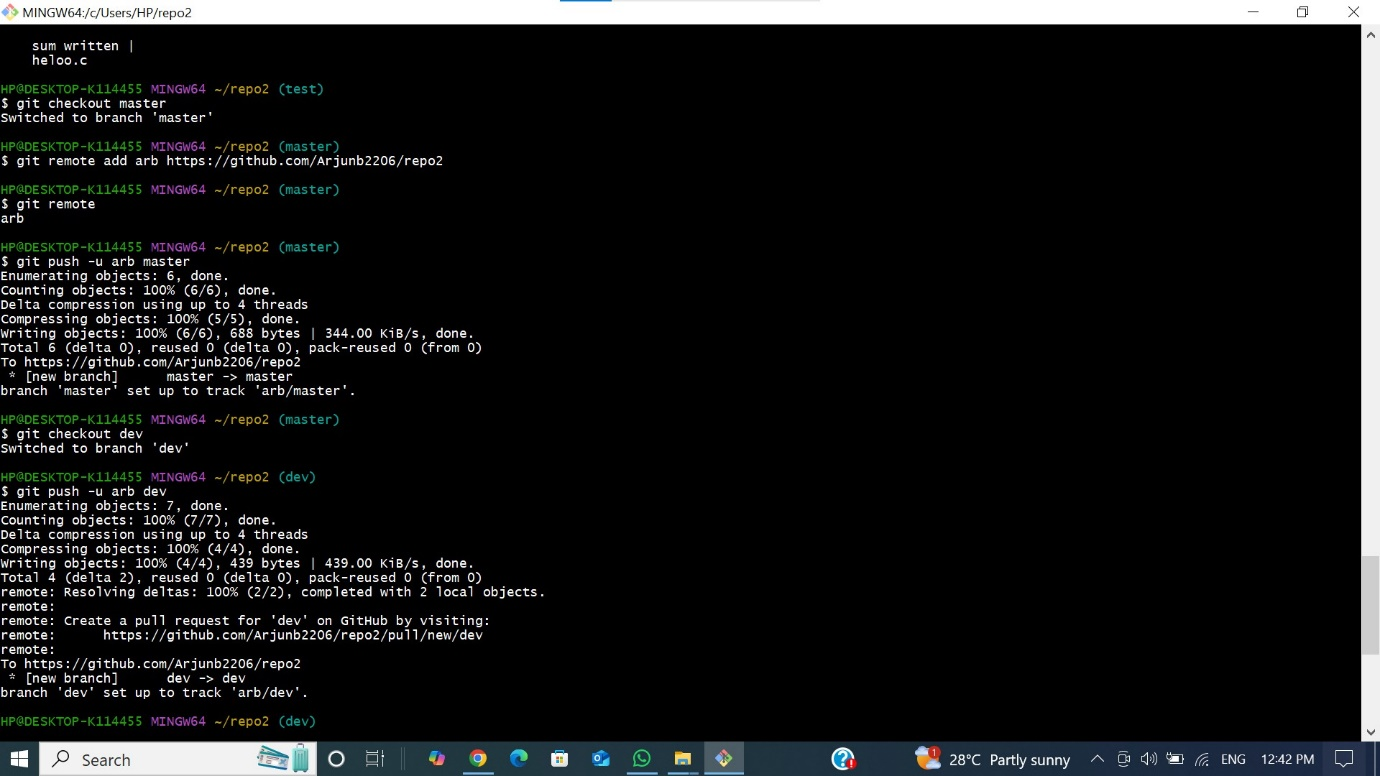 MINGW64:/c/Users/HP/repo2
sum written |
heloo.c
HP@DESKTOP-K114455 MINGW64 ~/repo2 (test)
$ git checkout master
Switched to branch 'master'
HP@DESKTOP-K114455 MINGW64 ~/repo2 (master)
$ git remote add arb https://github.com/Arjunb2206/repo2
HP@DESKTOP-K114455 MINGW64 ~/repo2 (master)
$ git remote
arb
HP@DESKTOP-K114455 MINGW64 ~/repo2 (master)
$ git push -u arb master
Enumerating objects: 6, done.
Counting objects: 100% (6/6), done.
Delta compression using up to 4 threads
Compressing objects: 100% (5/5), done.
Writing objects: 100% (6/6), 688 bytes | 344.00 KiB/s, done.
Total 6 (delta 0), reused 0 (delta 0), pack-reused 0 (from 0)
To https://github.com/Arjunb2206/repo2
* [new branch]      master -> master
branch 'master' set up to track 'arb/master'.
HP@DESKTOP-K114455 MINGW64 ~/repo2 (master)
$ git checkout dev
Switched to branch 'dev'
HP@DESKTOP-K114455 MINGW64 ~/repo2 (dev)
$ git push -u arb dev
Enumerating objects: 7, done.
Counting objects: 100% (7/7), done.
Delta compression using up to 4 threads
Compressing objects: 100% (4/4), done.
Writing objects: 100% (4/4), 439 bytes | 439.00 KiB/s, done.
Total 4 (delta 2), reused 0 (delta 0), pack-reused 0 (from 0)
remote: Resolving deltas: 100% (2/2), completed with 2 local objects.
remote:
remote: Create a pull request for 'dev' on GitHub by visiting:
remote:      https://github.com/Arjunb2206/repo2/pull/new/dev
remote:
To https://github.com/Arjunb2206/repo2
* [new branch]      dev -> dev
branch 'dev' set up to track 'arb/dev'.
HP@DESKTOP-K114455 MINGW64 ~/repo2 (dev)
Search
1
28°C Partly sunny
ENG
12:42 PM